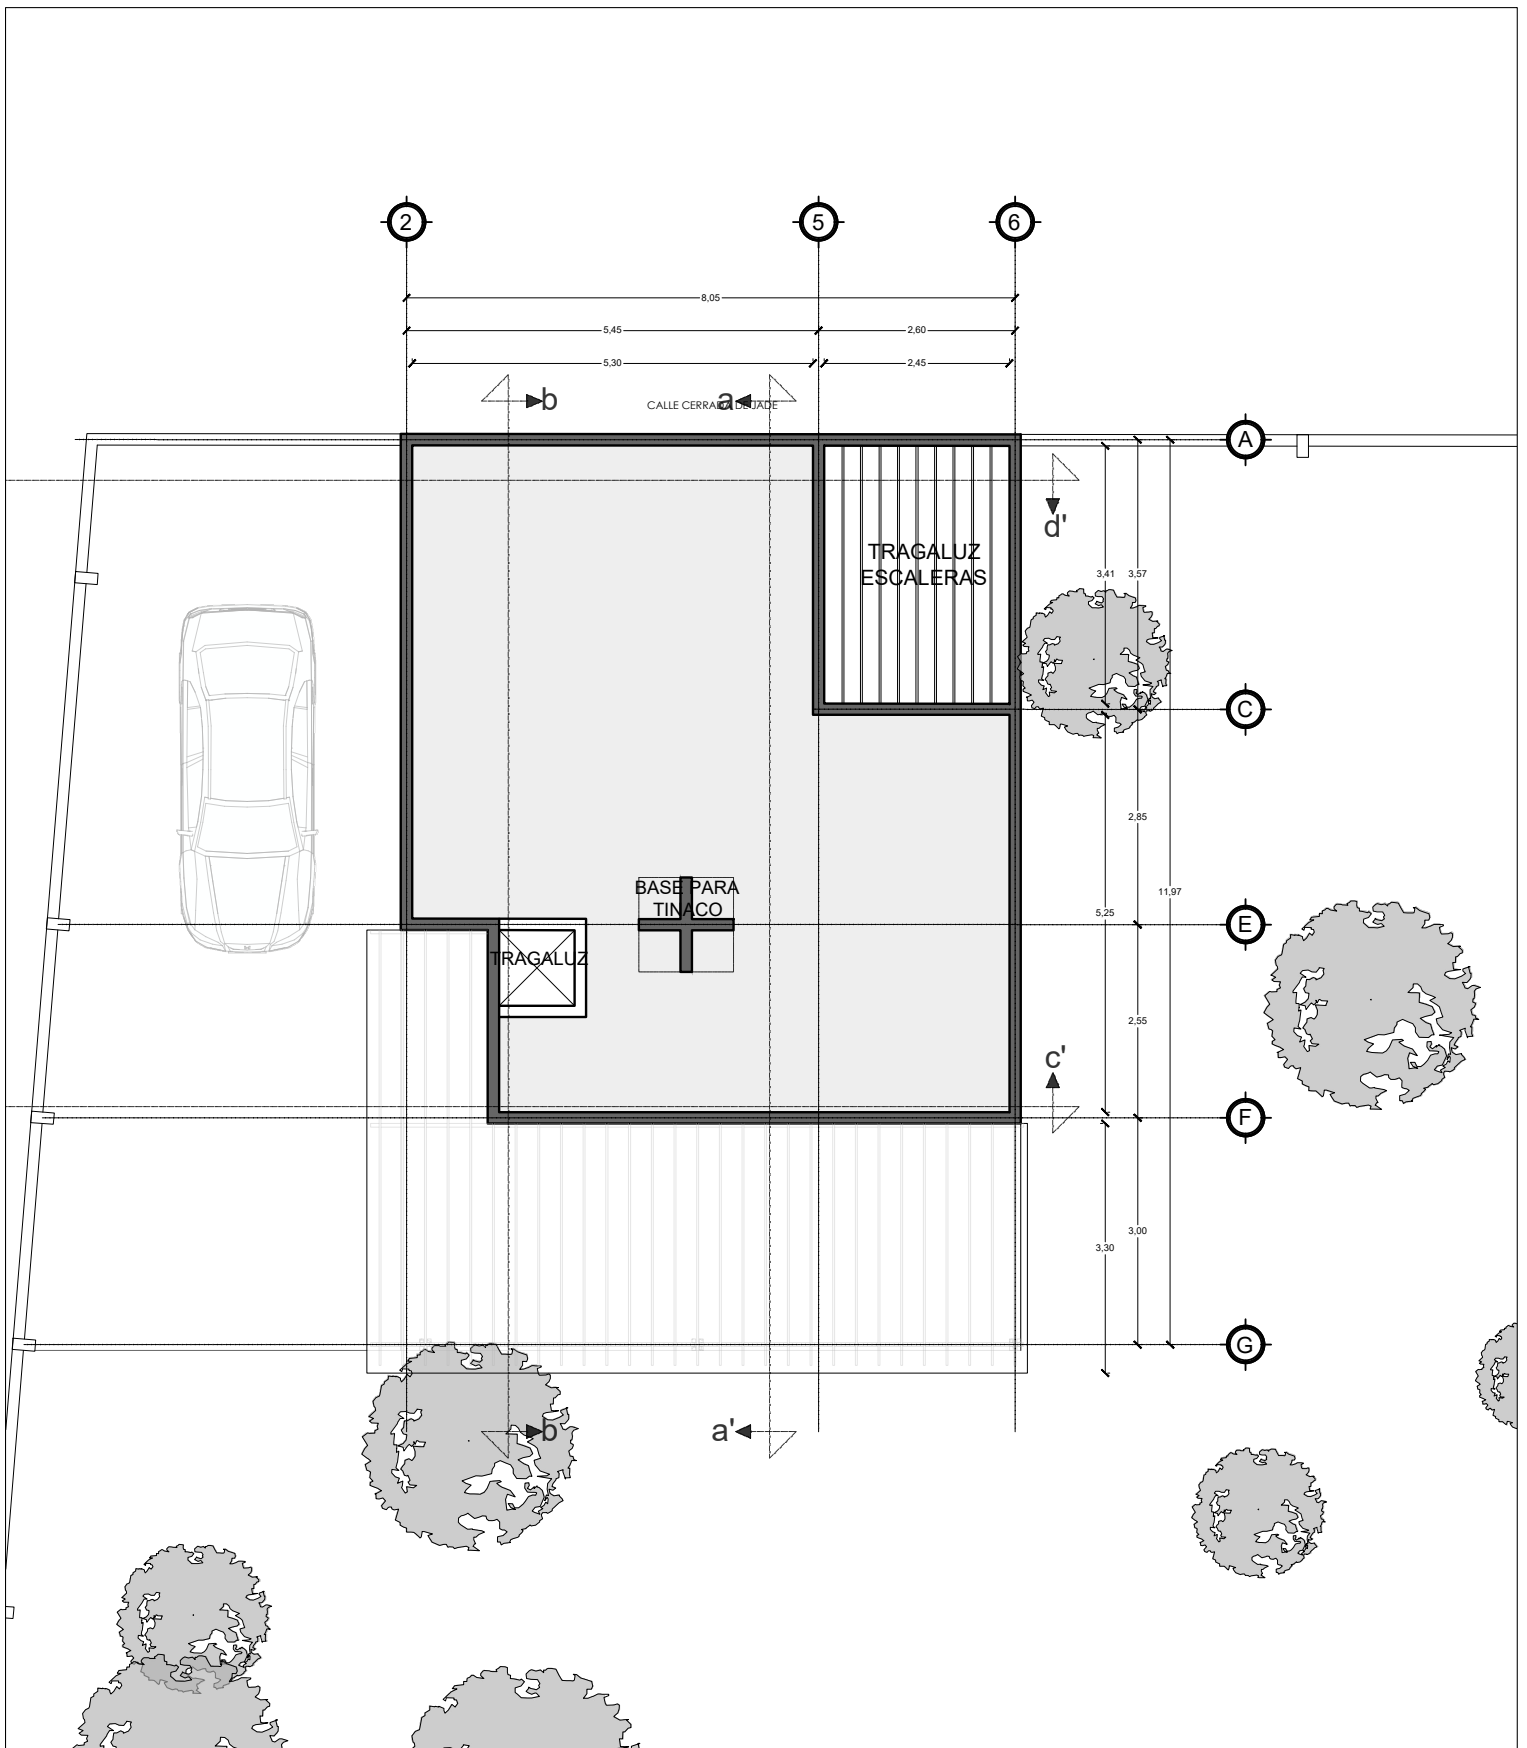 2
5
6
8,05
5,45
2,60
5,30
2,45
b
a
CALLE CERRADA DE JADE
A
d'
TRAGALUZ
ESCALERAS
3,41
3,57
C
2,85
BASE PARA
TINACO
11,97
5,25
E
TRAGALUZ
2,55
c'
F
3,00
3,30
G
b
a'